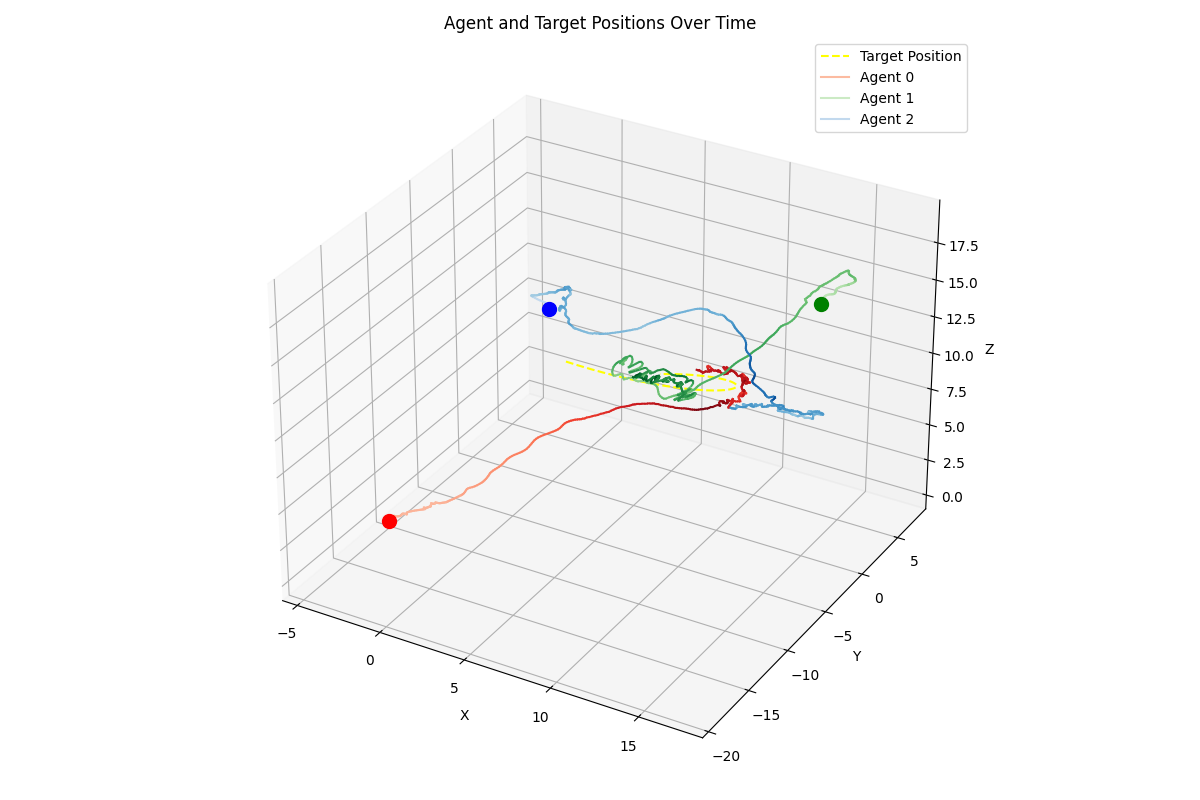 Agent and Target Positions Over Time
Target Position
Agent 0
Agent 1
Agent 2
17.5
15.0
12.5
10.0
7.5
5.0
2.5
0.0
Z
5
0
−5
−10
−15
−20
Y
−5
0
5
10
15
X